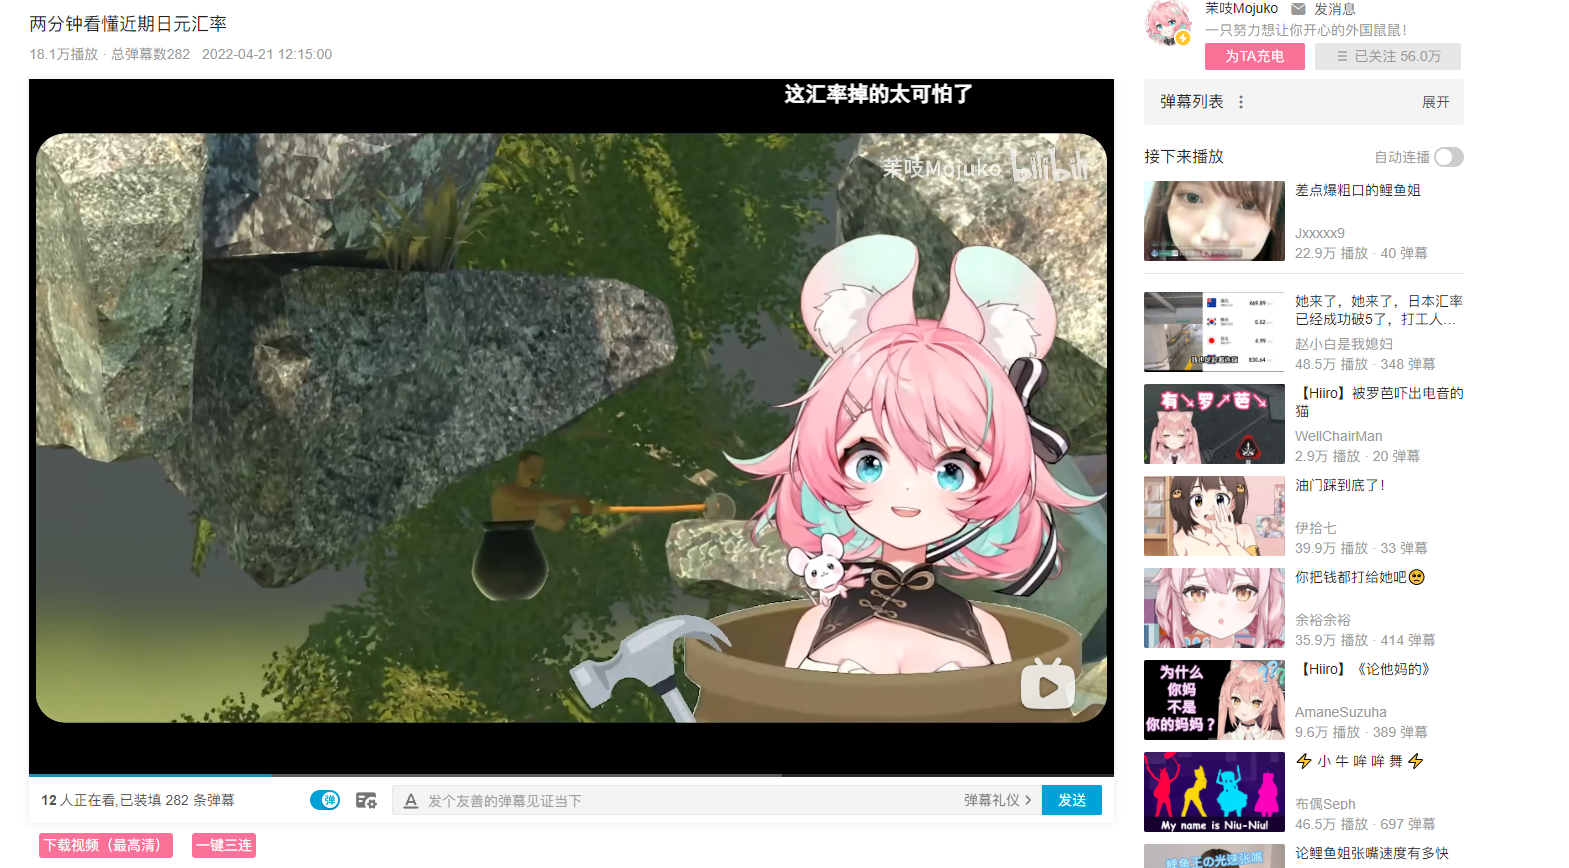 两分钟看懂近期日元汇率
18.1万播放 · 总弹幕数282 2022-04-21 12:15:00
这汇率掉的太可怕了
茉吱Mojuko bilibili
12 人正在看,已装填 282 条弹幕
弹
A 发个友善的弹幕见证当下
弹幕礼仪 >
发送
下载视频（最高清）
一键三连
茉吱Mojuko 发消息
一只努力想让你开心的外国鼠鼠！
为TA充电
已关注 56.0万
弹幕列表
展开
接下来播放
自动连播
差点爆粗口的鲤鱼姐
Jxxxxx9
22.9万 播放 · 40 弹幕
469.89
0.52
4.99
830.64
她来了，她来了，日本汇率
已经成功破5了，打工人…
赵小白是我媳妇
48.5万 播放 · 348 弹幕
有↘罗↗芭↘
【Hiiro】被罗芭吓出电音的
猫
WellChairMan
2.9万 播放 · 20 弹幕
油门踩到底了！
伊拾七
39.9万 播放 · 33 弹幕
你把钱都打给她吧🥺
余裕余裕
35.9万 播放 · 414 弹幕
为什么
你妈
不是
你的妈妈？
??
【Hiiro】《论他妈的》
AmaneSuzuha
9.6万 播放 · 389 弹幕
My name is Niu-Niu!
⚡ 小 牛 哞 哞 舞 ⚡
布偶Seph
46.5万 播放 · 697 弹幕
鲤鱼王の光速张嘴
论鲤鱼姐张嘴速度有多快